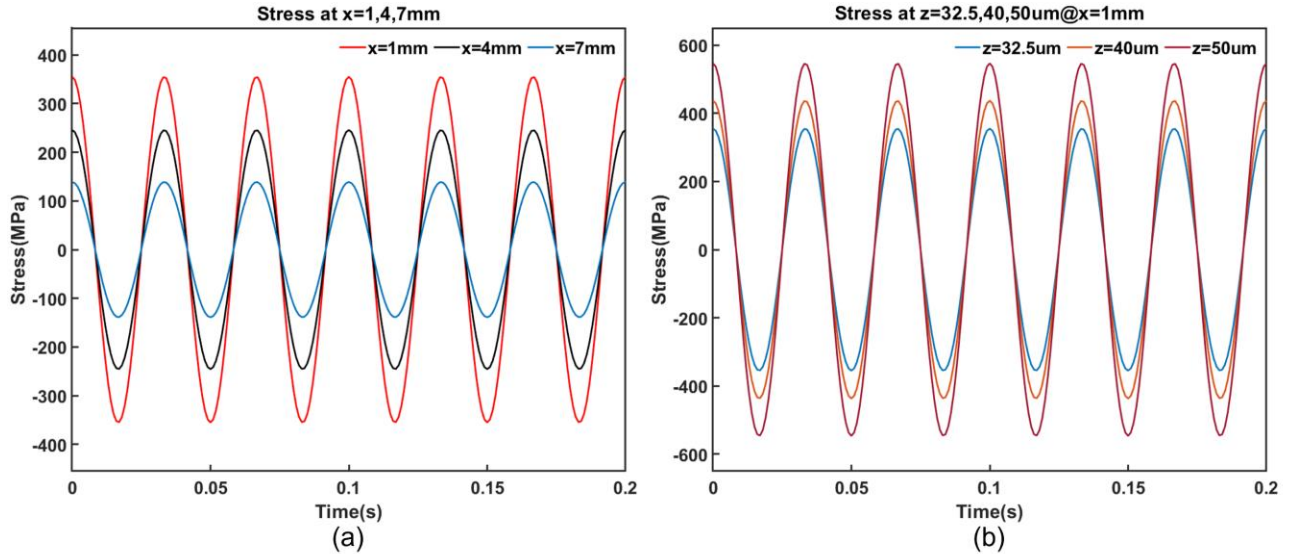 Stress at x=1,4,7mm
x=1mm x=4mm x=7mm
400
300
200
100
0
-100
-200
-300
-400
Stress(MPa)
0 0.05 0.1 0.15 0.2
Time(s)
(a)
Stress at z=32.5,40,50um@x=1mm
z=32.5um z=40um z=50um
600
400
200
0
-200
-400
-600
Stress(MPa)
0 0.05 0.1 0.15 0.2
Time(s)
(b)